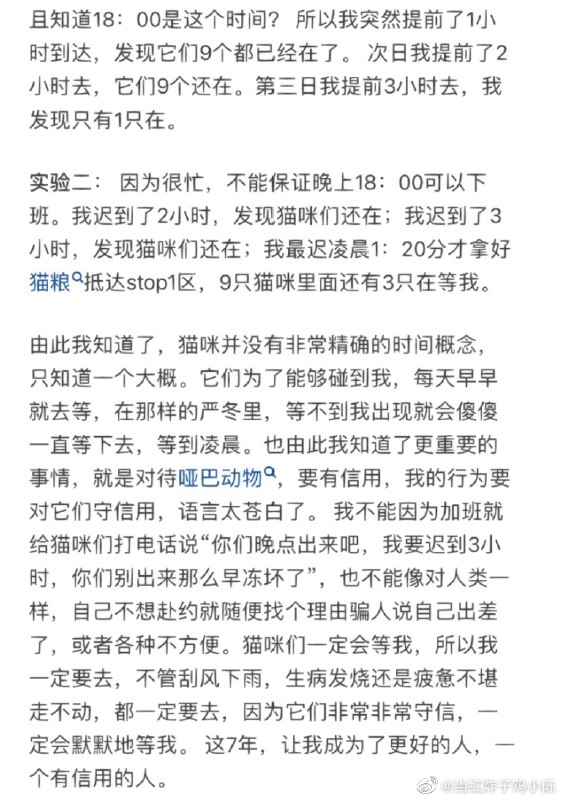 且知道18：00是这个时间？ 所以我突然提前了1小
时到达，发现它们9个都已经在了。 次日我提前了2
小时去，它们9个还在。第三日我提前3小时去，我
发现只有1只在。
实验二： 因为很忙，不能保证晚上18：00可以下
班。我迟到了2小时，发现猫咪们还在；我迟到了3
小时，发现猫咪们还在；我最迟凌晨1：20分才拿好
猫粮抵达stop1区，9只猫咪里面还有3只在等我。
由此我知道了，猫咪并没有非常精确的时间概念，
只知道一个大概。它们为了能够碰到我，每天早早
就去等，在那样的严冬里，等不到我出现就会傻傻
一直等下去，等到凌晨。也由此我知道了更重要的
事情，就是对待哑巴动物，要有信用，我的行为要
对它们守信用，语言太苍白了。 我不能因为加班就
给猫咪们打电话说“你们晚点出来吧，我要迟到3小
时，你们别出来那么早冻坏了”，也不能像对人类一
样，自己不想赴约就随便找个理由骗人说自己出差
了，或者各种不方便。猫咪们一定会等我，所以我
一定要去，不管刮风下雨，生病发烧还是疲惫不堪
走不动，都一定要去，因为它们非常非常守信，一
定会默默地等我。 这7年，让我成为了更好的人，一
个有信用的人。
@当红炸子鸡小陈